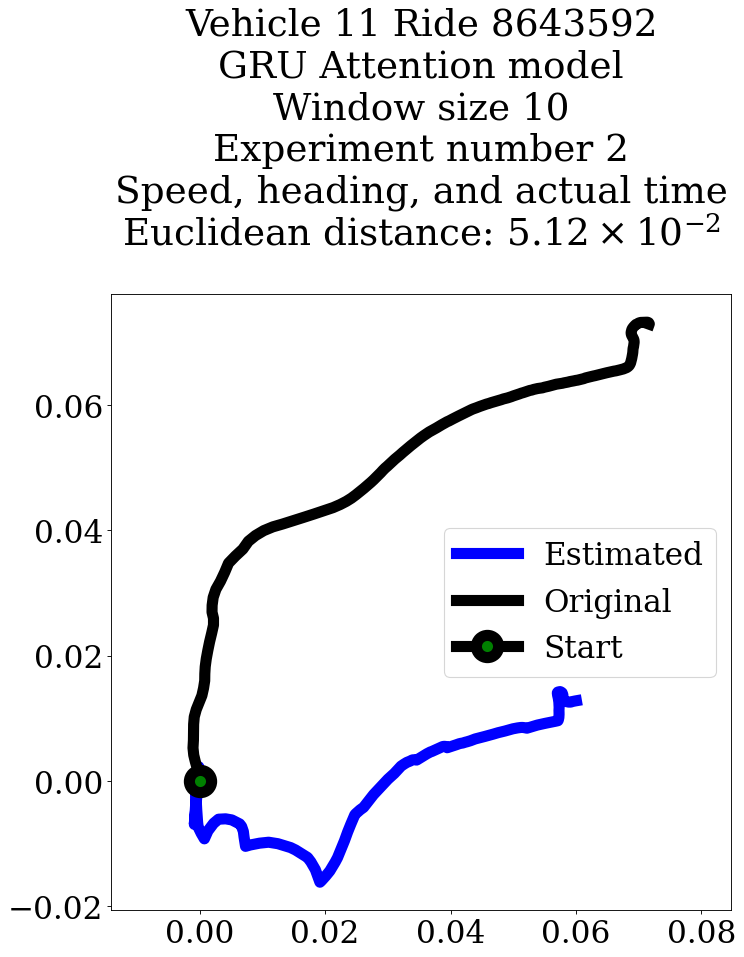 Vehicle 11 Ride 8643592
GRU Attention model
Window size 10
Experiment number 2
Speed, heading, and actual time
Euclidean distance: 5.12 × 10⁻²
0.06
0.04
Estimated
Original
0.02
Start
0.00
−0.02
0.00 0.02 0.04 0.06 0.08